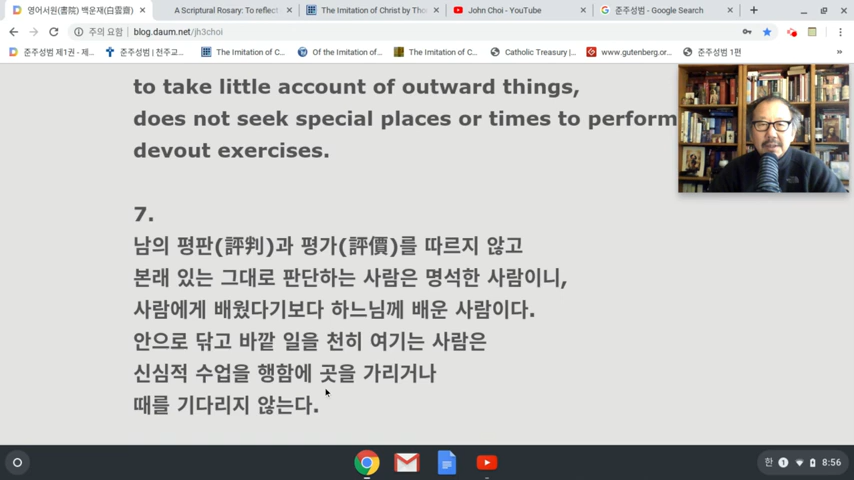 영어서원(書院) 백운재(白雲齋)
A Scriptural Rosary: To reflect
The Imitation of Christ by Tho
John Choi - YouTube
준주성범 - Google Search
주의 요함
blog.daum.net/jh3choi
준주성범 제1권 - 제...
준주성범 | 천주교...
The Imitation of C...
Of the Imitation of...
The Imitation of C...
Catholic Treasury |...
www.gutenberg.or...
준주성범 1편
to take little account of outward things,
does not seek special places or times to perform
devout exercises.
7.
남의 평판(評判)과 평가(評價)를 따르지 않고
본래 있는 그대로 판단하는 사람은 명석한 사람이니,
사람에게 배웠다기보다 하느님께 배운 사람이다.
안으로 닦고 바깥 일을 천히 여기는 사람은
신심적 수업을 행함에 곳을 가리거나
때를 기다리지 않는다.
한 1 8:56